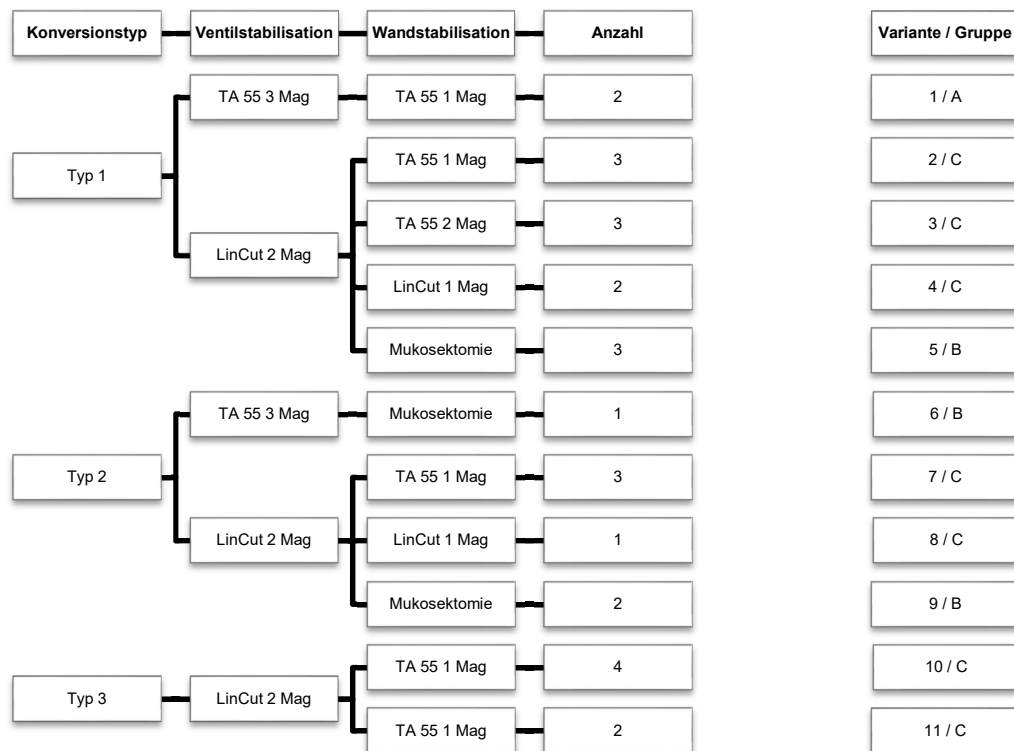 Konversionstyp Ventilstabilisation Wandstabilisation Anzahl Variante / Gruppe
TA 55 3 Mag TA 55 1 Mag 2 1 / A
Typ 1
TA 55 1 Mag 3 2 / C
TA 55 2 Mag 3 3 / C
LinCut 2 Mag
LinCut 1 Mag 2 4 / C
Mukosektomie 3 5 / B
TA 55 3 Mag Mukosektomie 1 6 / B
Typ 2
TA 55 1 Mag 3 7 / C
LinCut 2 Mag LinCut 1 Mag 1 8 / C
Mukosektomie 2 9 / B
TA 55 1 Mag 4 10 / C
Typ 3 LinCut 2 Mag
TA 55 1 Mag 2 11 / C